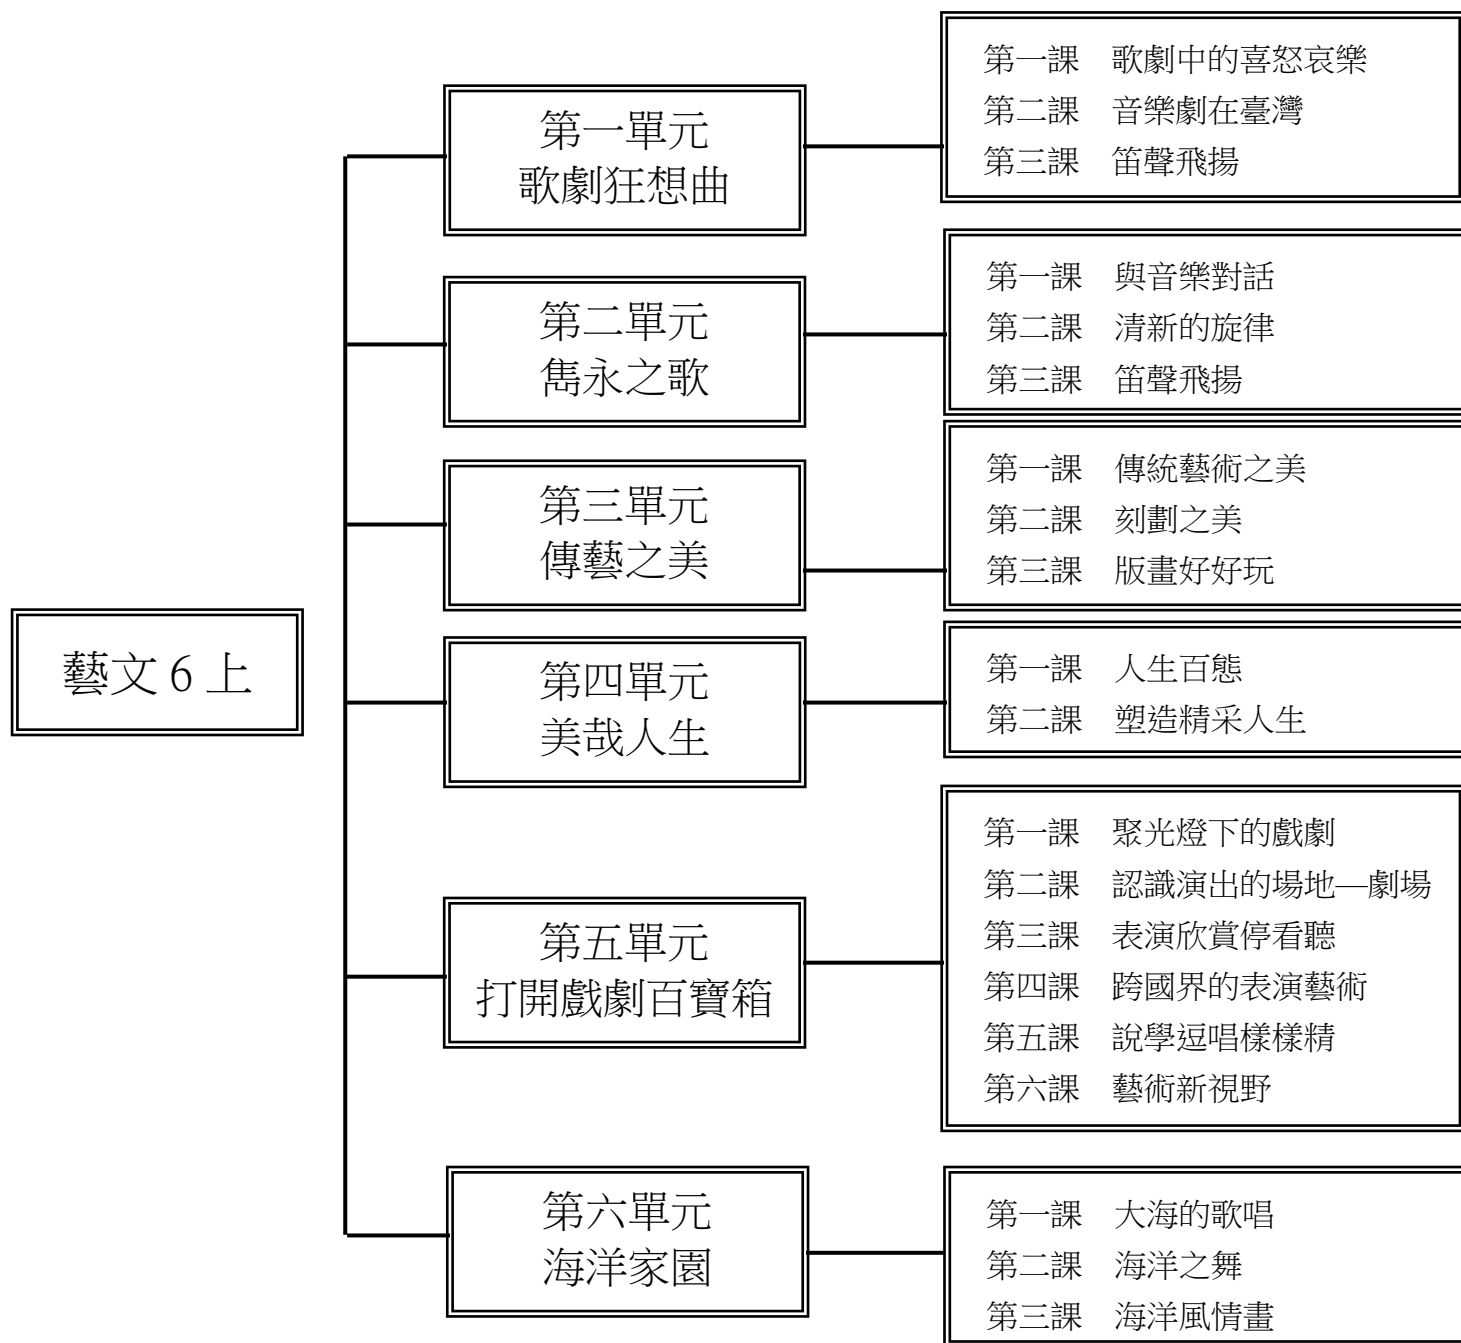 藝文 6 上
第一單元
歌劇狂想曲
第一課　歌劇中的喜怒哀樂
第二課　音樂劇在臺灣
第三課　笛聲飛揚
第二單元
雋永之歌
第一課　與音樂對話
第二課　清新的旋律
第三課　笛聲飛揚
第三單元
傳藝之美
第一課　傳統藝術之美
第二課　刻劃之美
第三課　版畫好好玩
第四單元
美哉人生
第一課　人生百態
第二課　塑造精采人生
第五單元
打開戲劇百寶箱
第一課　聚光燈下的戲劇
第二課　認識演出的場地—劇場
第三課　表演欣賞停看聽
第四課　跨國界的表演藝術
第五課　說學逗唱樣樣精
第六課　藝術新視野
第六單元
海洋家園
第一課　大海的歌唱
第二課　海洋之舞
第三課　海洋風情畫